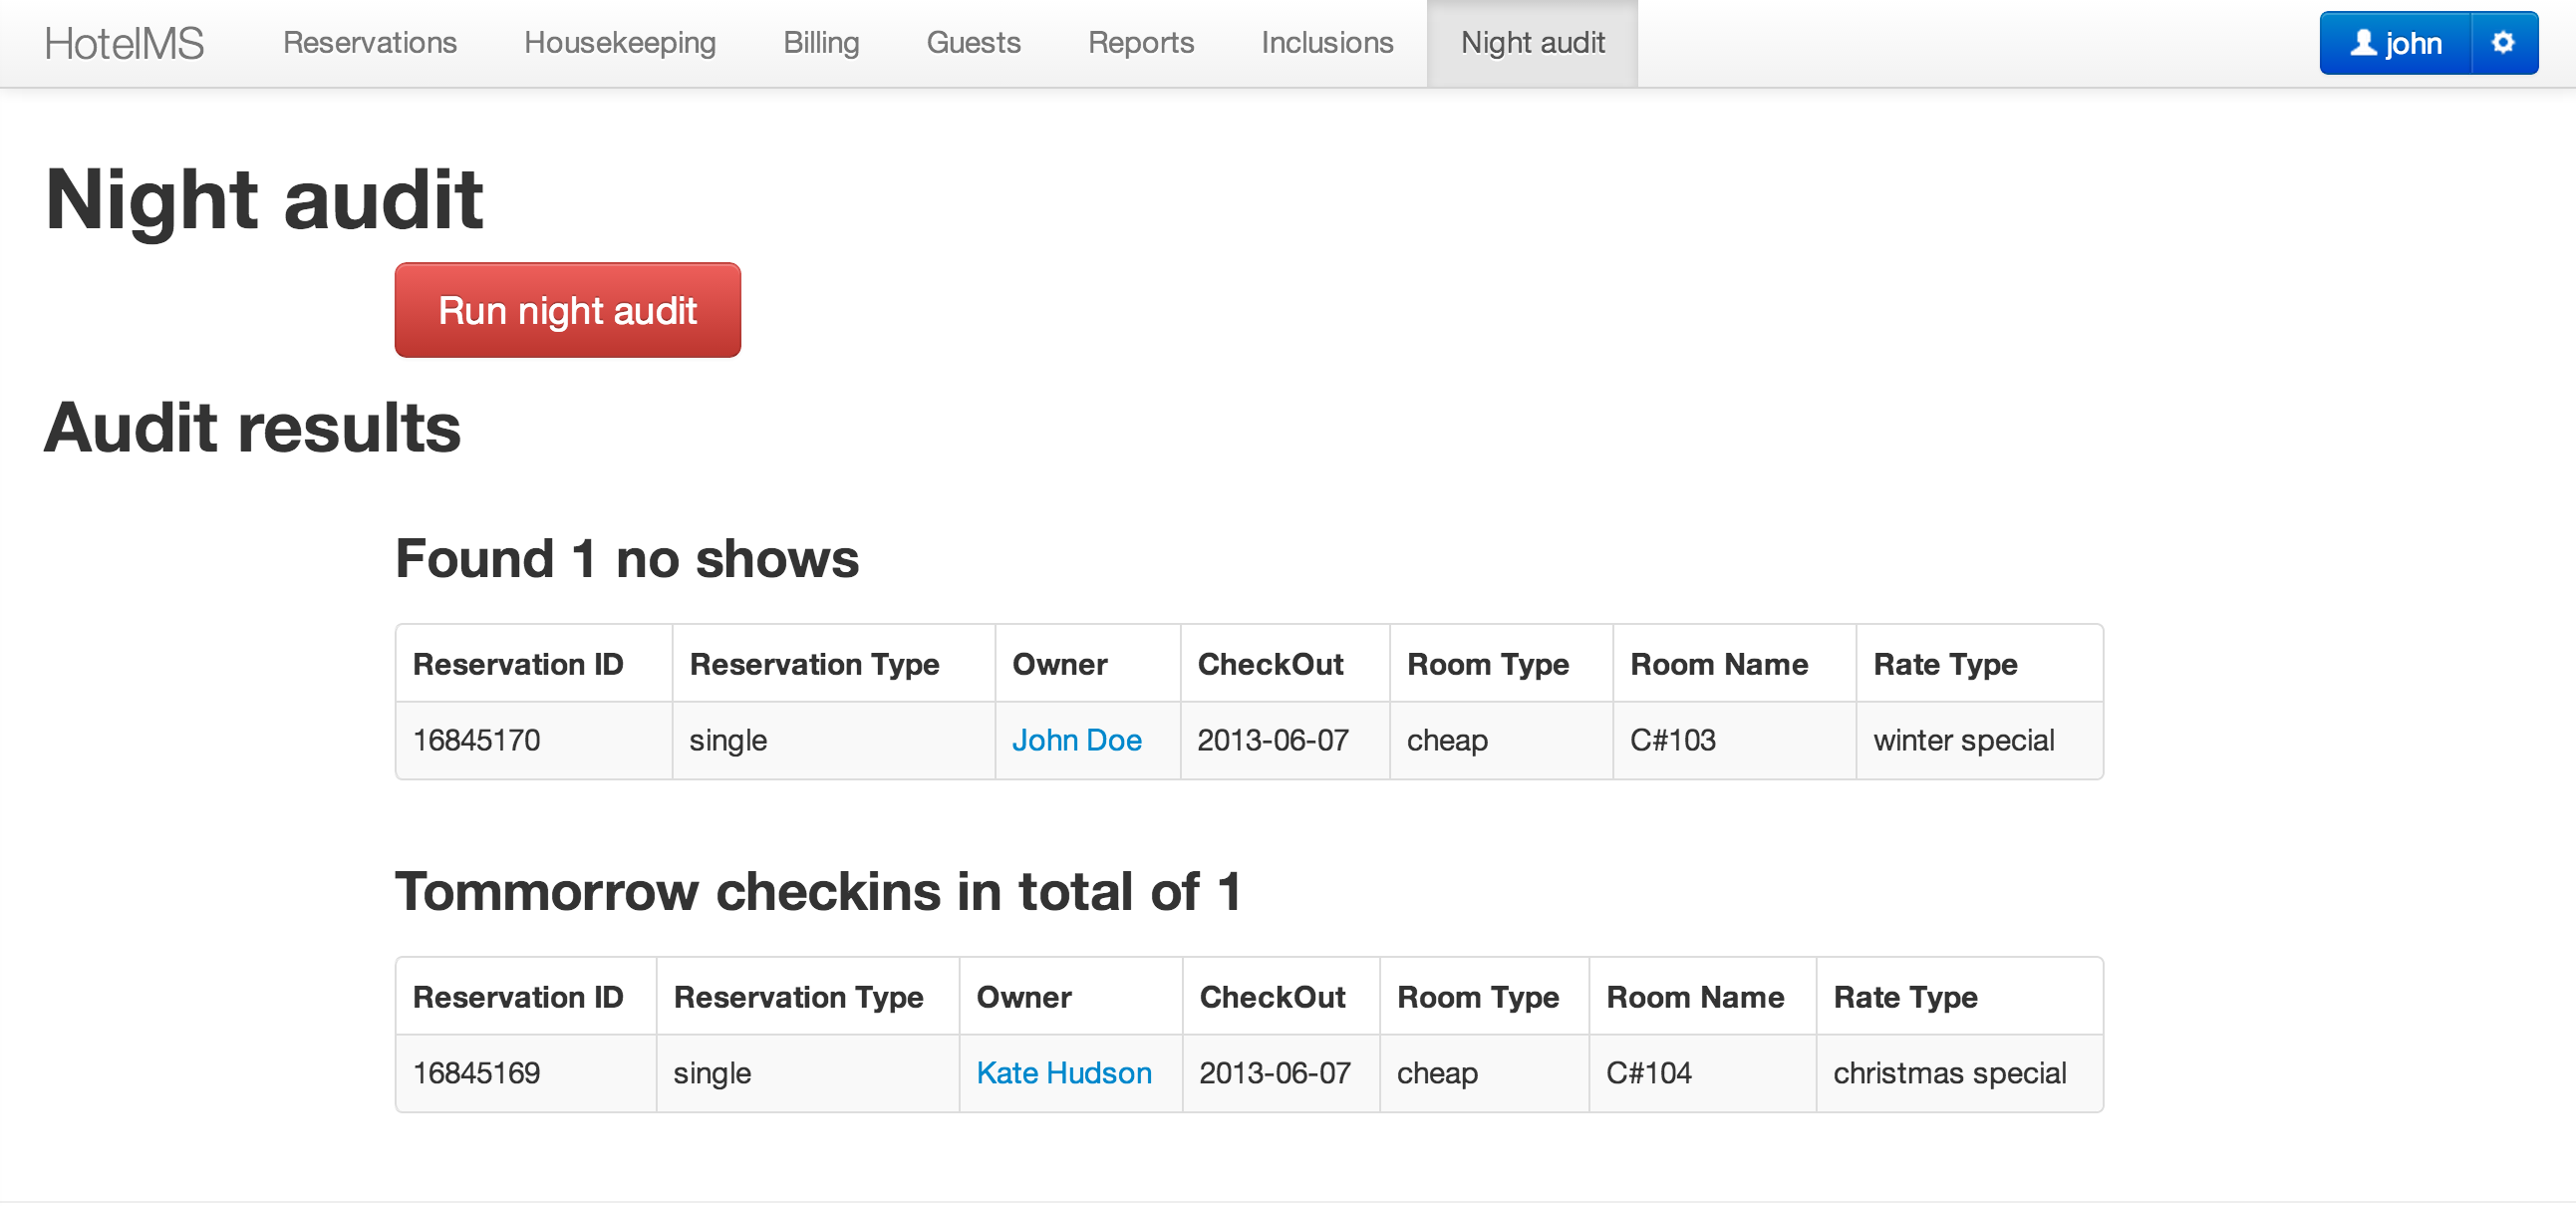 HotelMS Reservations Housekeeping Billing Guests Reports Inclusions Night audit john
Night audit
Run night audit
Audit results
Found 1 no shows
Reservation ID Reservation Type Owner CheckOut Room Type Room Name Rate Type
16845170 single John Doe 2013-06-07 cheap C#103 winter special
Tommorrow checkins in total of 1
Reservation ID Reservation Type Owner CheckOut Room Type Room Name Rate Type
16845169 single Kate Hudson 2013-06-07 cheap C#104 christmas special